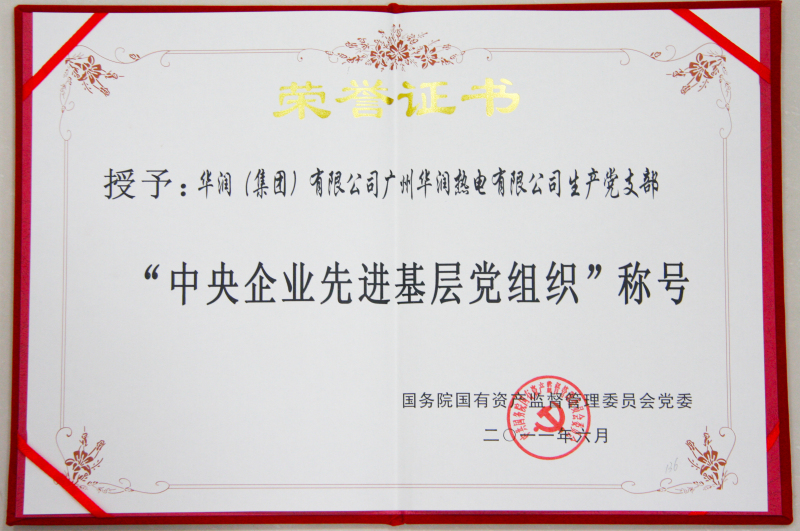 荣誉证书
授予：华润（集团）有限公司广州华润热电有限公司生产党支部
“中央企业先进基层党组织”称号
国务院国有资产监督管理委员会党委
二〇一一年六月